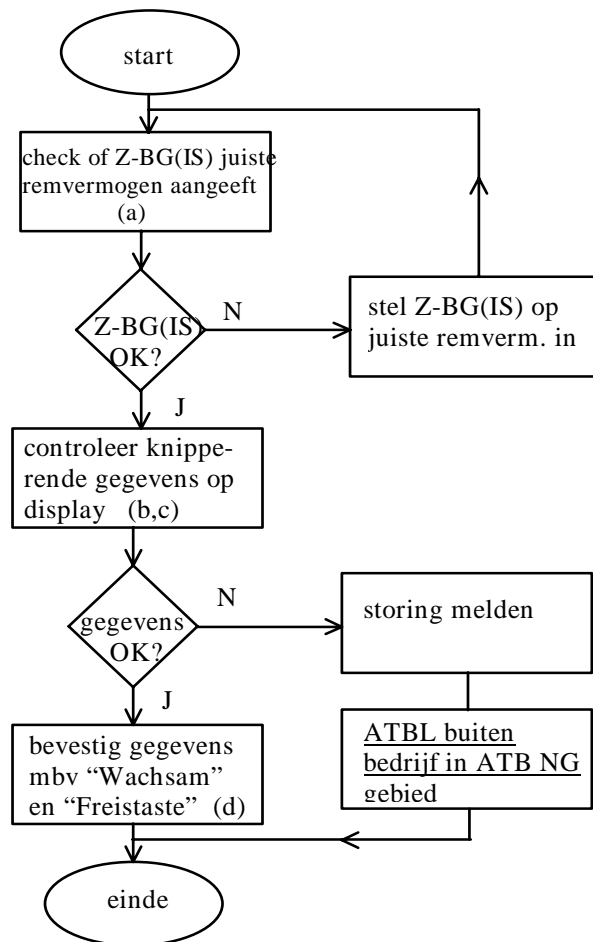 start
check of Z-BG(IS) juiste
remvermogen aangeeft
(a)
Z-BG(IS)
OK?
N
stel Z-BG(IS) op
juiste remverm. in
J
controleer knippe-
rende gegevens op
display (b,c)
gegevens
OK?
N
storing melden
J
ATBL buiten
bedrijf in ATB NG
gebied
bevestig gegevens
mbv “Wachsam”
en “Freistaste” (d)
einde